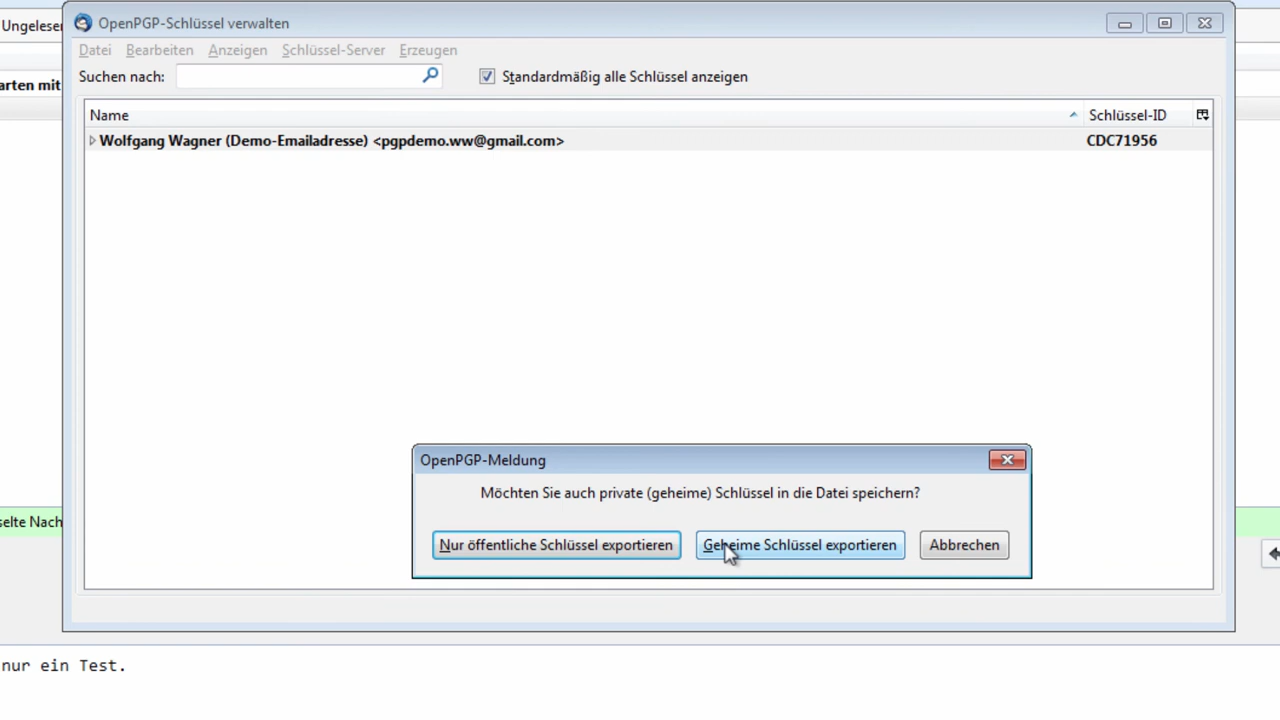 OpenPGP-Schlüssel verwalten
Ungelesen
Datei Bearbeiten Anzeigen Schlüssel-Server Erzeugen
Suchen nach: Standardmäßig alle Schlüssel anzeigen
arten mit
Name Schlüssel-ID
Wolfgang Wagner (Demo-Emailadresse) <pgpdemo.ww@gmail.com> CDC71956
OpenPGP-Meldung
Möchten Sie auch private (geheime) Schlüssel in die Datei speichern?
selte Nach
Nur öffentliche Schlüssel exportieren Geheime Schlüssel exportieren Abbrechen
nur ein Test.